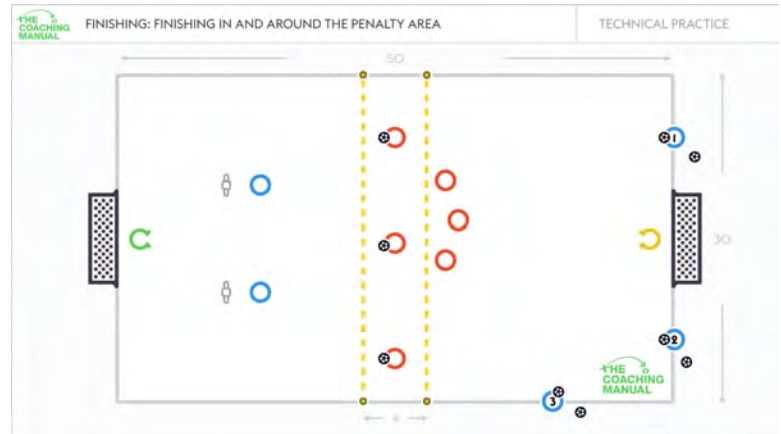 THE
COACHING
MANUAL
FINISHING: FINISHING IN AND AROUND THE PENALTY AREA
TECHNICAL PRACTICE
50
1
30
2
THE
COACHING
MANUAL
3
4